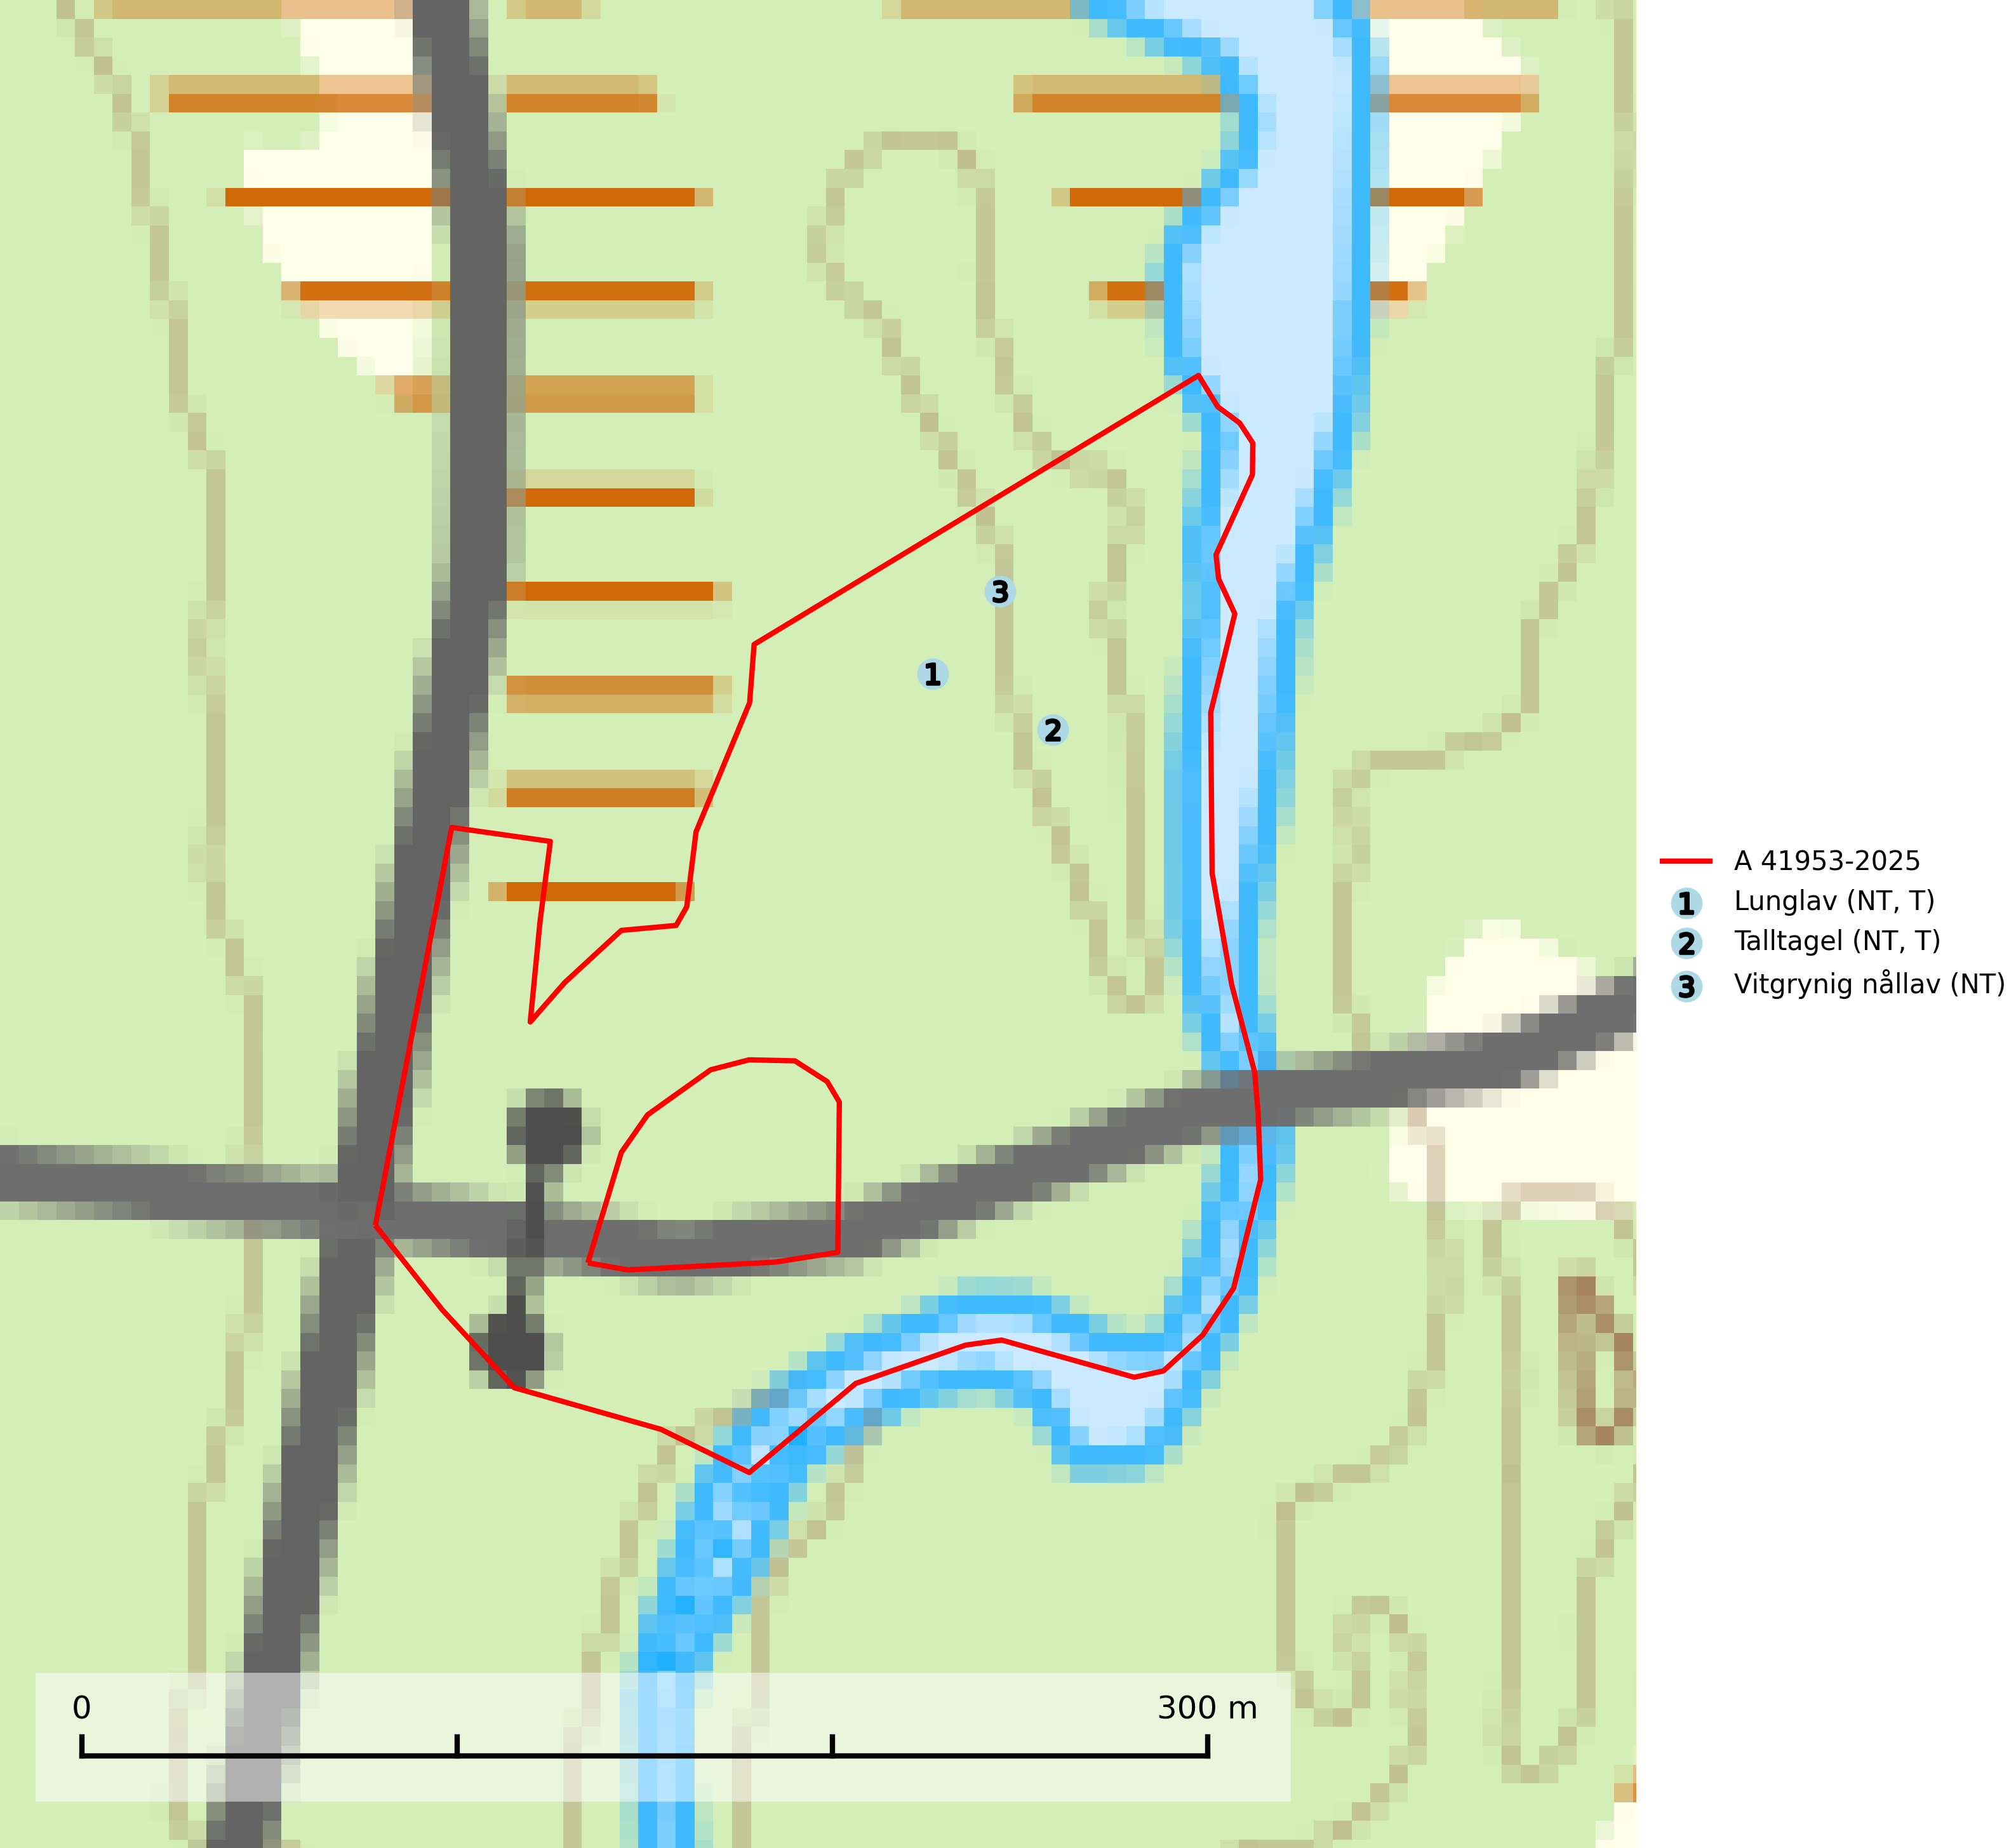 3
1
2
A 41953-2025
1 Lunglav (NT, T)
2 Talltagel (NT, T)
3 Vitgrynig nållav (NT)
0 300 m